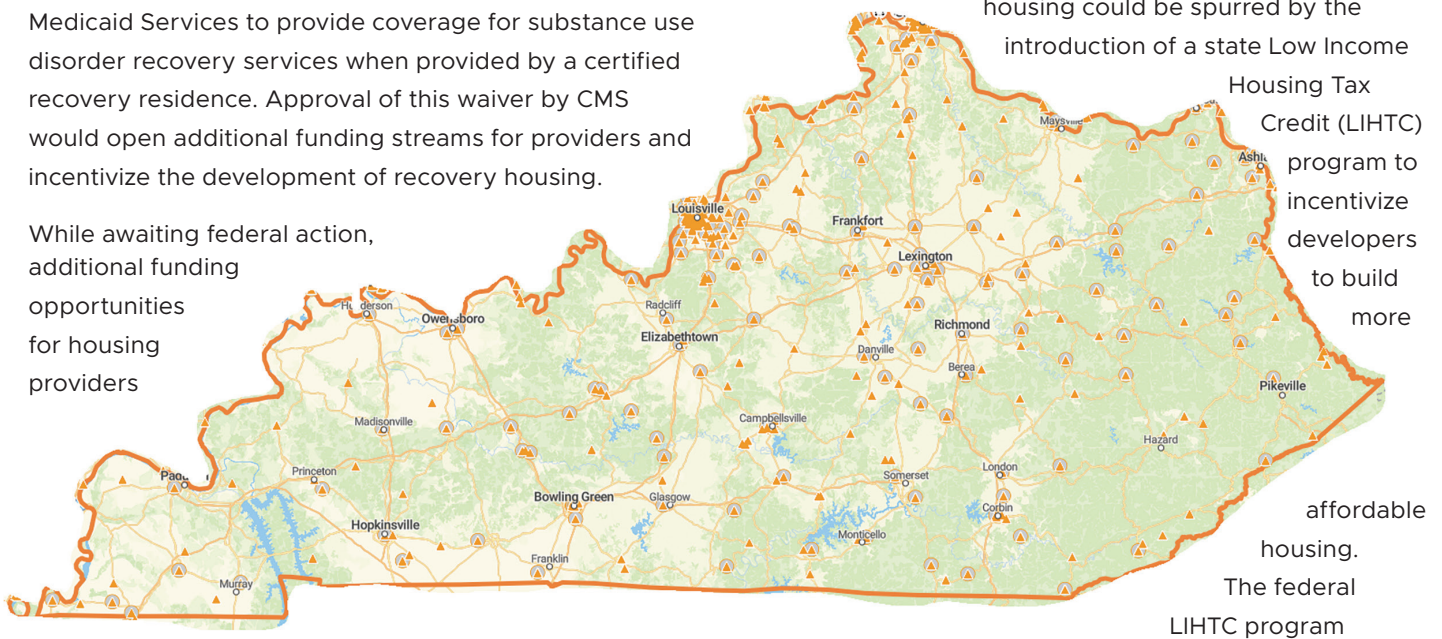 Medicaid Services to provide coverage for substance use
disorder recovery services when provided by a certified
recovery residence. Approval of this waiver by CMS
would open additional funding streams for providers and
incentivize the development of recovery housing.
While awaiting federal action,
additional funding
opportunities
for housing
providers
housing could be spurred by the
introduction of a state Low Income
Housing Tax
Credit (LIHTC)
program to
incentivize
developers
to build
more
affordable
housing.
The federal
LIHTC program
Maysville
Louisville
Frankfort
Lexington
Owensboro
Radcliff
Elizabethtown
Richmond
Danville
Berea
Pikeville
Madisonville
Campbellsville
Hazard
Princeton
Somerset
London
Bowling Green
Glasgow
Corbin
Hopkinsville
Monticello
Franklin
Murray